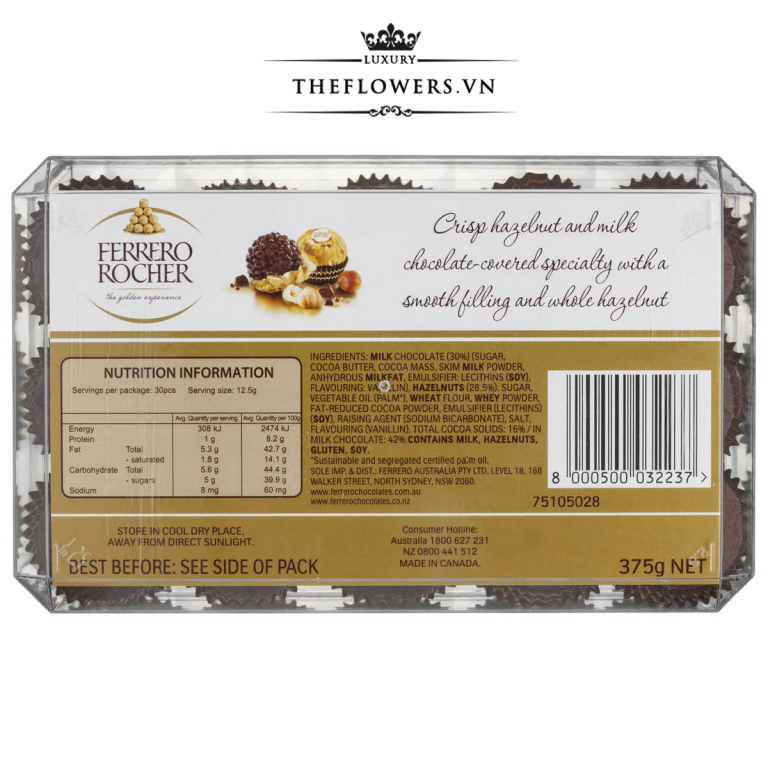 LUXURY
THEFLOWERS.VN
FERRERO
ROCHER
the golden experience
Crisp hazelnut and milk
chocolate-covered specialty with a
smooth filling and whole hazelnut
NUTRITION INFORMATION
Servings per package: 30pcs Serving size: 12.5g
Avg. Quantity per serving Avg. Quantity per 100g
Energy 308 kJ 2474 kJ
Protein 1 g 8.2 g
Fat Total 5.3 g 42.7 g
- saturated 1.8 g 14.1 g
Carbohydrate Total 5.6 g 44.4 g
- sugars 5 g 39.9 g
Sodium 8 mg 60 mg
INGREDIENTS: MILK CHOCOLATE (30%) (SUGAR,
COCOA BUTTER, COCOA MASS, SKIM MILK POWDER,
ANHYDROUS MILKFAT, EMULSIFIER: LECITHINS (SOY),
FLAVOURING: VANILLIN), HAZELNUTS (28.5%), SUGAR,
VEGETABLE OIL (PALM*), WHEAT FLOUR, WHEY POWDER,
FAT-REDUCED COCOA POWDER, EMULSIFIER (LECITHINS)
(SOY), RAISING AGENT (SODIUM BICARBONATE), SALT,
FLAVOURING (VANILLIN). TOTAL COCOA SOLIDS: 16% / IN
MILK CHOCOLATE: 42% CONTAINS MILK, HAZELNUTS,
GLUTEN, SOY.
*Sustainable and segregated certified palm oil.
SOLE IMP. & DIST.: FERRERO AUSTRALIA PTY LTD, LEVEL 18, 168
WALKER STREET, NORTH SYDNEY, NSW 2060.
www.ferrerochocolates.com.au
www.ferrerochocolates.co.nz
8 000500 032237 >
75105028
STORE IN COOL DRY PLACE,
AWAY FROM DIRECT SUNLIGHT.
BEST BEFORE: SEE SIDE OF PACK
Consumer Hotline:
Australia 1800 627 231
NZ 0800 441 512
MADE IN CANADA.
375g NET